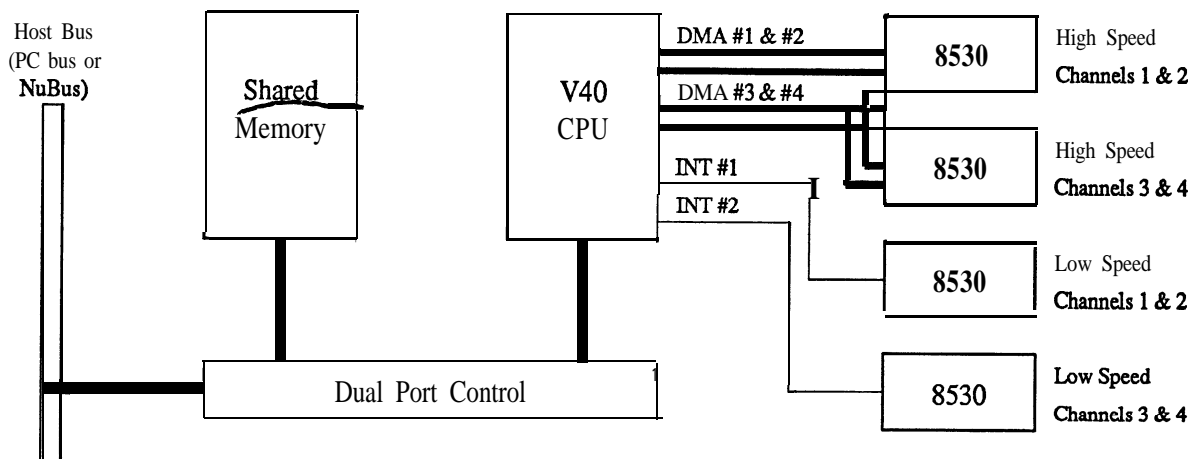 Host Bus
(PC bus or
NuBus)
Shared
Memory
V40
CPU
DMA #1 & #2
DMA #3 & #4
INT #1
INT #2
8530
High Speed
Channels 1 & 2
8530
High Speed
Channels 3 & 4
8530
Low Speed
Channels 1 & 2
8530
Low Speed
Channels 3 & 4
Dual Port Control